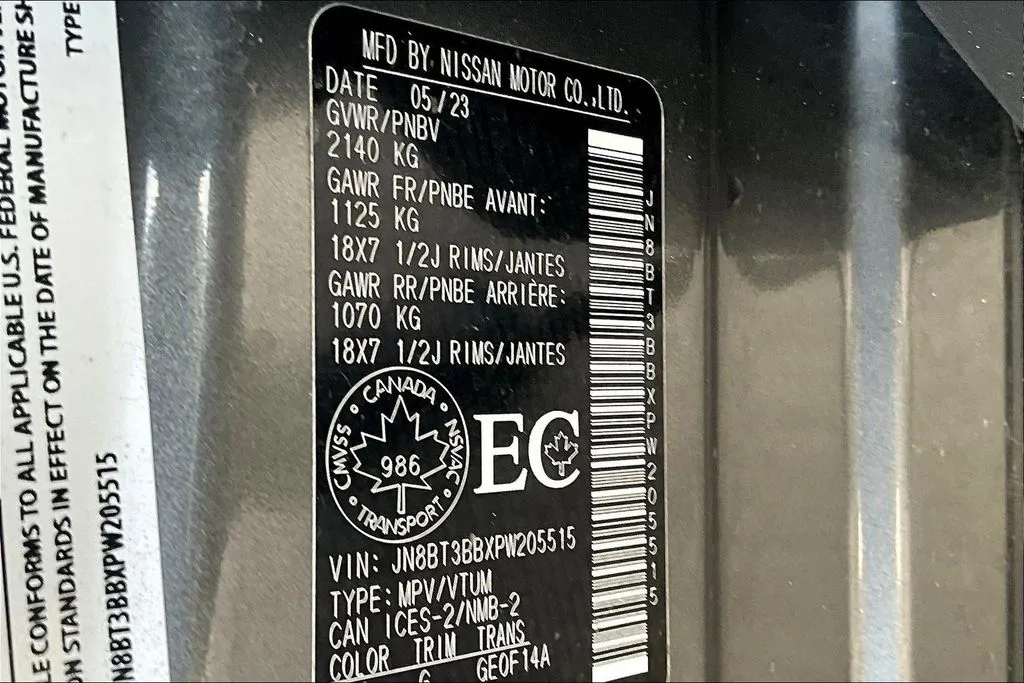 LE CONFORMS TO ALL APPLICABLE U.S. FEDERAL
ON STANDARDS IN EFFECT ON THE DATE OF MANUFACTURE
TYPE
N8BT3BBXPW205515
MFD BY NISSAN MOTOR CO.,LTD.
DATE 05/23
GVWR/PNBV
2140 KG
GAWR FR/PNBE AVANT:
1125 KG
18X7 1/2J RIMS/JANTES
GAWR RR/PNBE ARRIÈRE:
1070 KG
18X7 1/2J RIMS/JANTES
CANADA
CMVSS
NSVAC
986
TRANSPORT
EC
VIN: JN8BT3BBXPW205515
TYPE: MPV/VTUM
CAN ICES-2/NMB-2
COLOR TRIM TRANS
GE0F14A
JN8BT3BBXPW205515